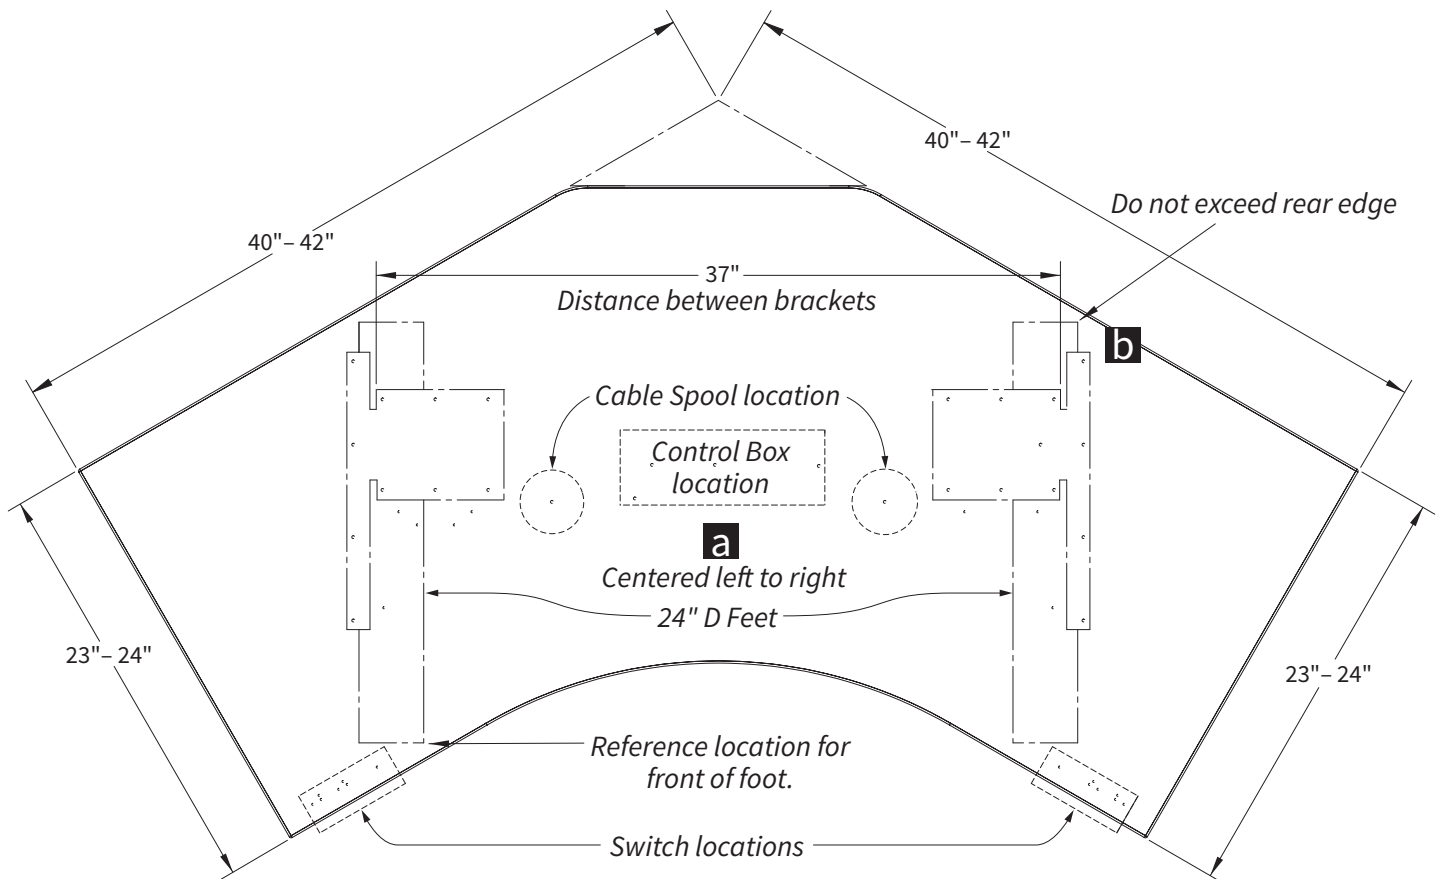 40"– 42"
Do not exceed rear edge
40"– 42"
37"
Distance between brackets
b
Cable Spool location
Control Box
location
a
Centered left to right
24" D Feet
23"– 24"
23"– 24"
Reference location for
front of foot.
Switch locations